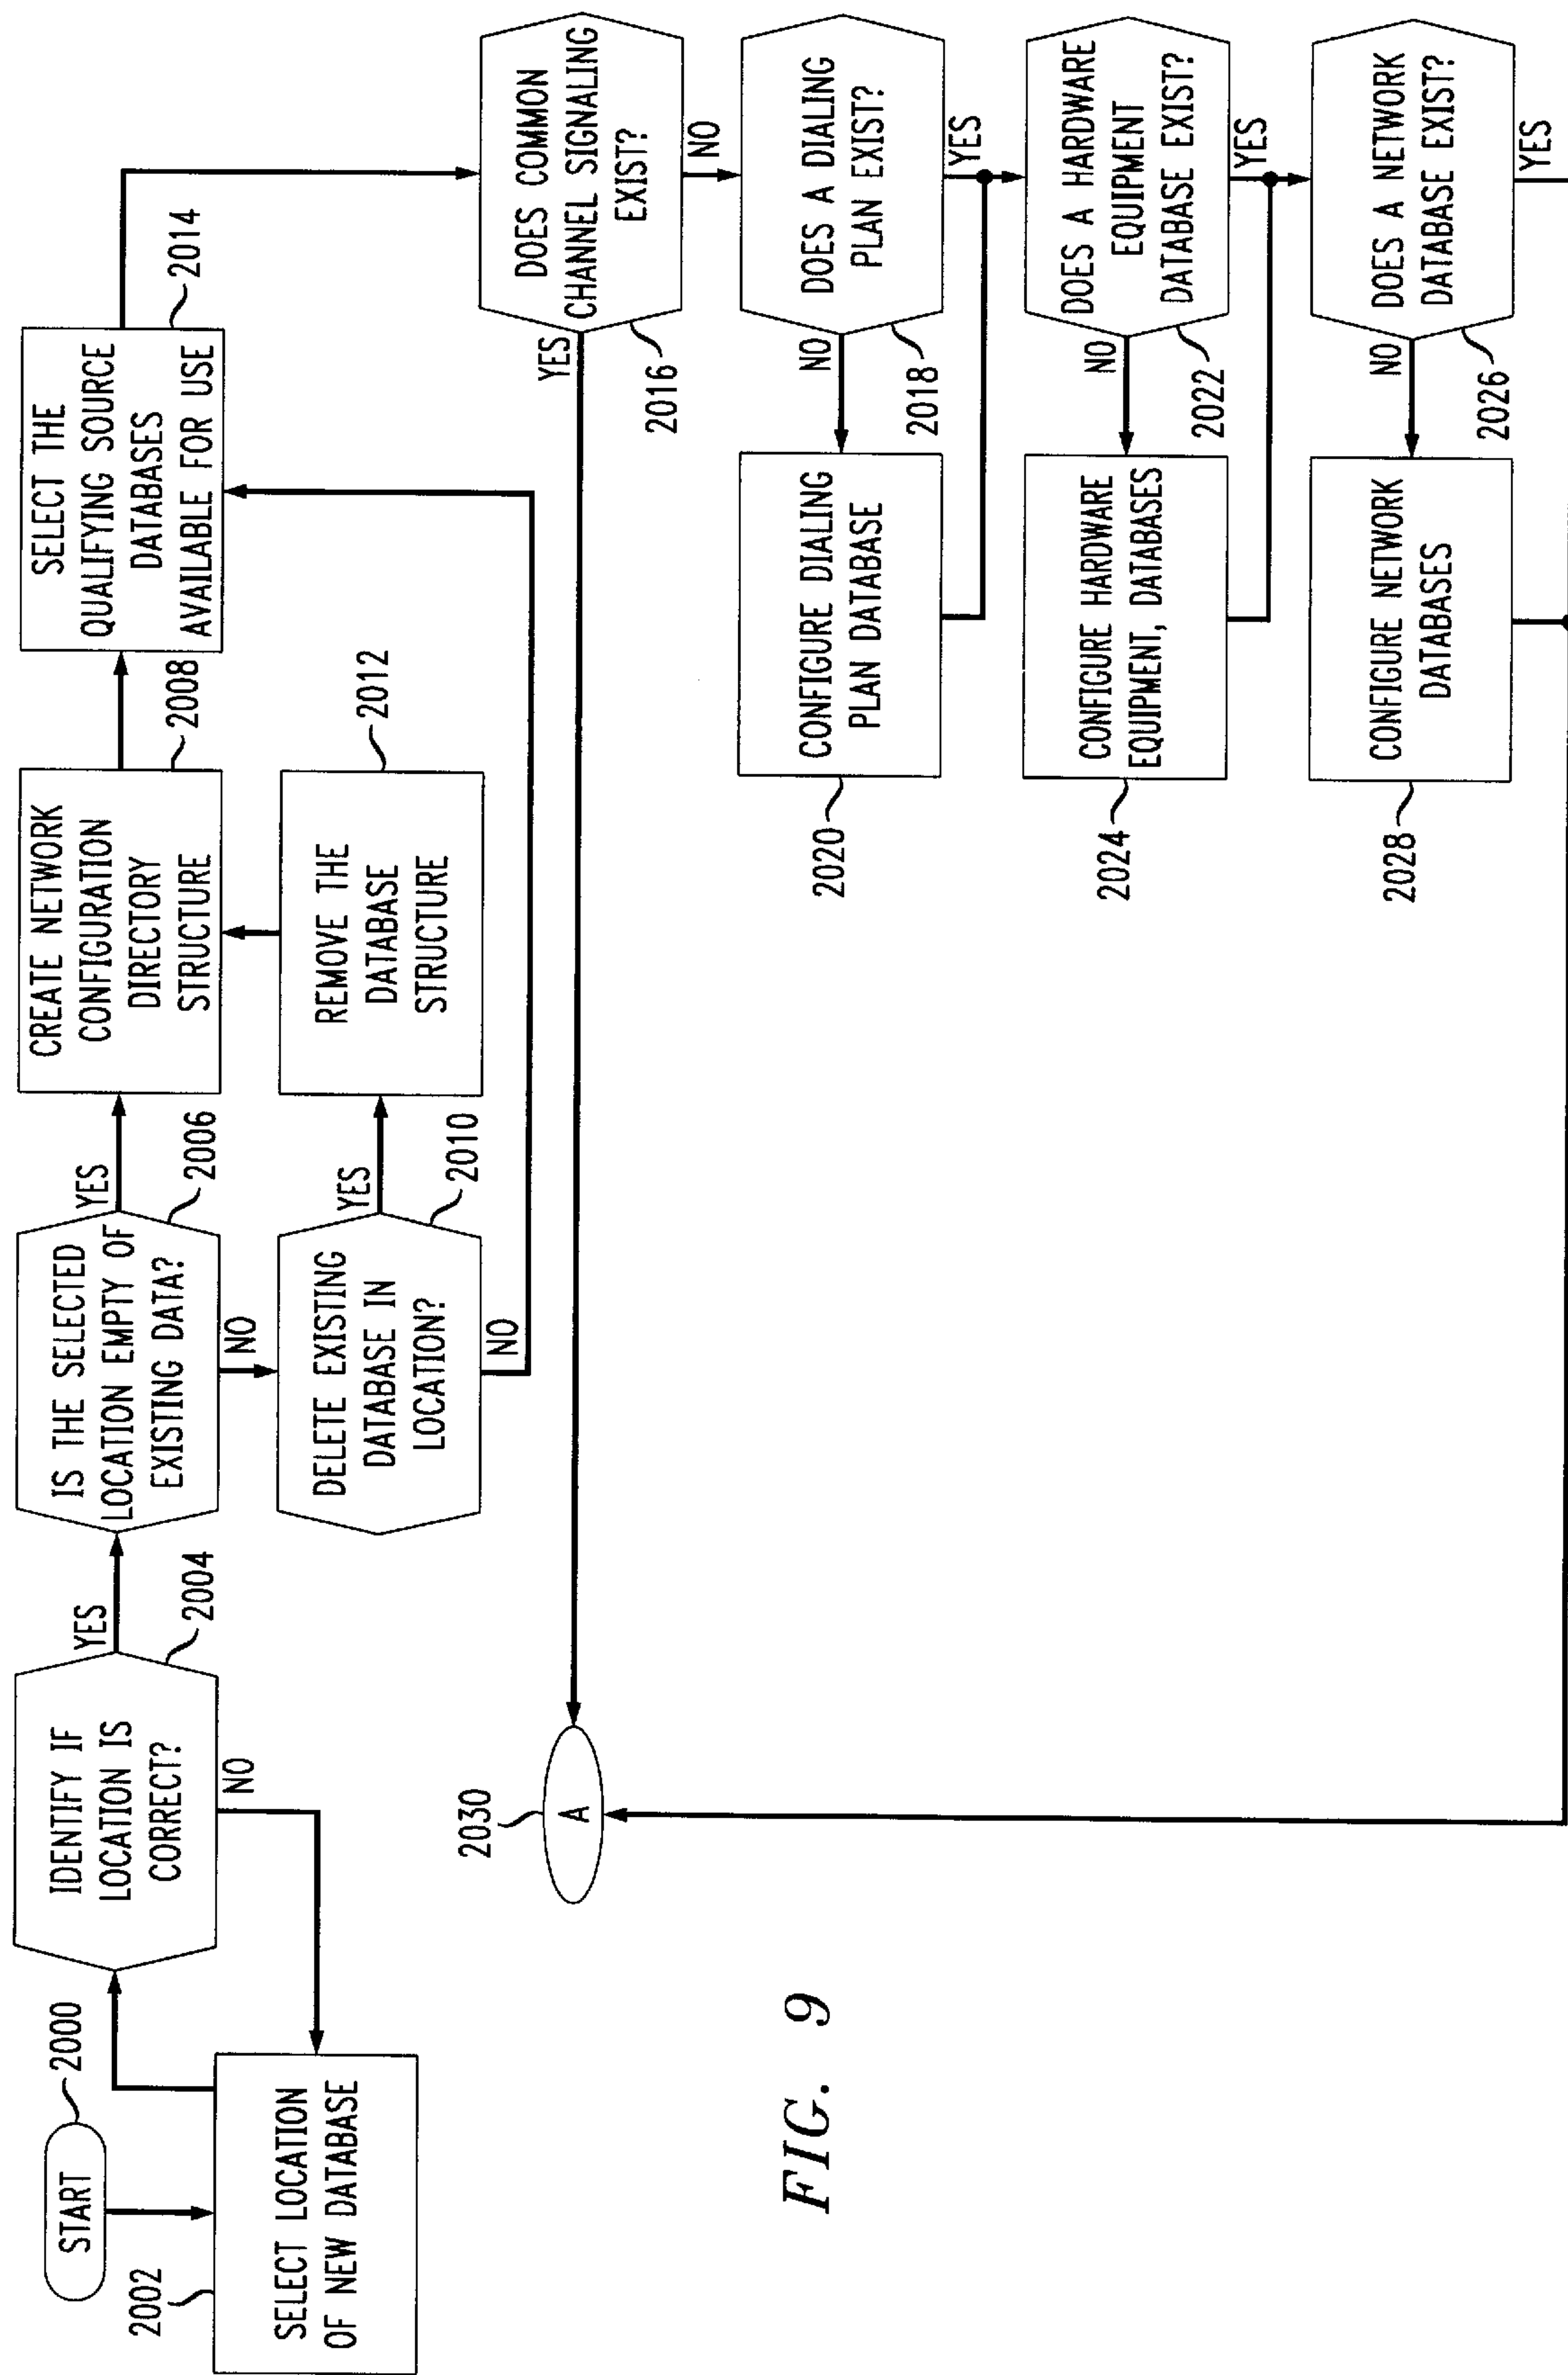 START
2000
2002
SELECT LOCATION
OF NEW DATABASE
IDENTIFY IF
LOCATION IS
CORRECT?
2004
YES
NO
IS THE SELECTED
LOCATION EMPTY OF
EXISTING DATA?
2006
YES
NO
CREATE NETWORK
CONFIGURATION
DIRECTORY
STRUCTURE
2008
DELETE EXISTING
DATABASE IN
LOCATION?
2010
YES
NO
REMOVE THE
DATABASE
STRUCTURE
2012
SELECT THE
QUALIFYING SOURCE
DATABASES
AVAILABLE FOR USE
2014
DOES COMMON
CHANNEL SIGNALING
EXIST?
2016
YES
NO
2030
A
DOES A DIALING
PLAN EXIST?
2018
NO
YES
CONFIGURE DIALING
PLAN DATABASE
2020
DOES A HARDWARE
EQUIPMENT
DATABASE EXIST?
2022
NO
YES
CONFIGURE HARDWARE
EQUIPMENT, DATABASES
2024
DOES A NETWORK
DATABASE EXIST?
2026
NO
YES
CONFIGURE NETWORK
DATABASES
2028
FIG. 9